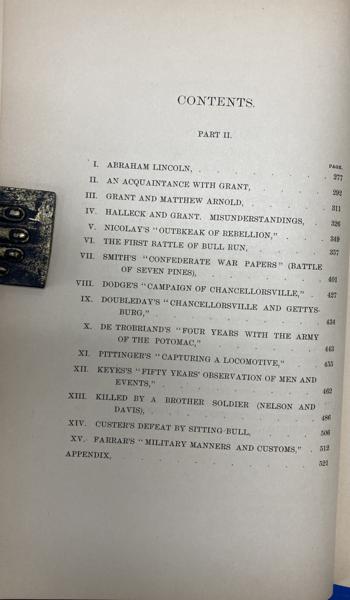 CONTENTS.
PART II.
PAGE.
I. ABRAHAM LINCOLN, . . . . . . . 277
II. AN ACQUAINTANCE WITH GRANT, . . . . 292
III. GRANT AND MATTHEW ARNOLD, . . . . 311
IV. HALLECK AND GRANT. MISUNDERSTANDINGS, . 326
V. NICOLAY'S "OUTBREAK OF REBELLION," . . 349
VI. THE FIRST BATTLE OF BULL RUN, . . . . 357
VII. SMITH'S "CONFEDERATE WAR PAPERS" (BATTLE
OF SEVEN PINES), . . . . . . 401
VIII. DODGE'S "CAMPAIGN OF CHANCELLORSVILLE," . 427
IX. DOUBLEDAY'S "CHANCELLORSVILLE AND GETTYS-
BURG," . . . . . . . 434
X. DE TROBRIAND'S "FOUR YEARS WITH THE ARMY
OF THE POTOMAC," . . . . . . 443
XI. PITTINGER'S "CAPTURING A LOCOMOTIVE," . . 455
XII. KEYES'S "FIFTY YEARS' OBSERVATION OF MEN AND
EVENTS," . . . . . . . 462
XIII. KILLED BY A BROTHER SOLDIER (NELSON AND
DAVIS), . . . . . . . 486
XIV. CUSTER'S DEFEAT BY SITTING BULL, . . . 506
XV. FARRAR'S "MILITARY MANNERS AND CUSTOMS," . 512
APPENDIX, . . . . . . . . 521